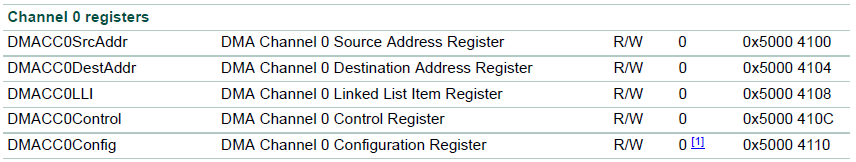 Channel 0 registers
DMACC0SrcAddr DMA Channel 0 Source Address Register R/W 0 0x5000 4100
DMACC0DestAddr DMA Channel 0 Destination Address Register R/W 0 0x5000 4104
DMACC0LLI DMA Channel 0 Linked List Item Register R/W 0 0x5000 4108
DMACC0Control DMA Channel 0 Control Register R/W 0 0x5000 410C
DMACC0Config DMA Channel 0 Configuration Register R/W 0 [1] 0x5000 4110